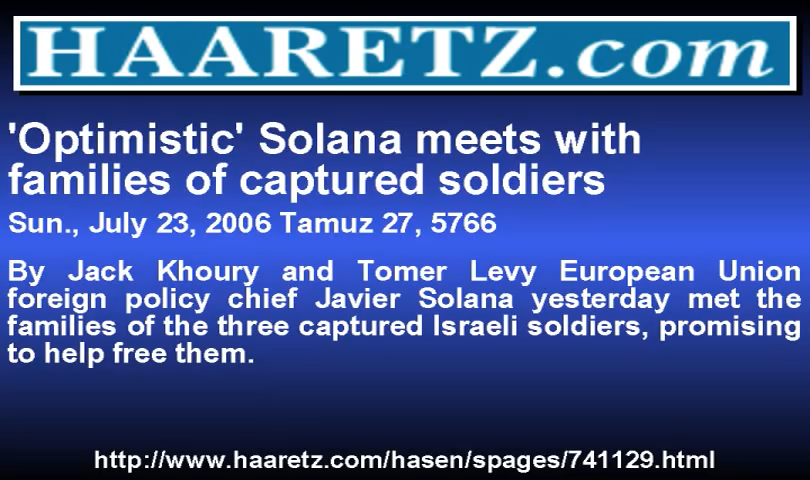 HAARETZ.com
'Optimistic' Solana meets with
families of captured soldiers
Sun., July 23, 2006 Tamuz 27, 5766
By Jack Khoury and Tomer Levy European Union
foreign policy chief Javier Solana yesterday met the
families of the three captured Israeli soldiers, promising
to help free them.
http://www.haaretz.com/hasen/spages/741129.html